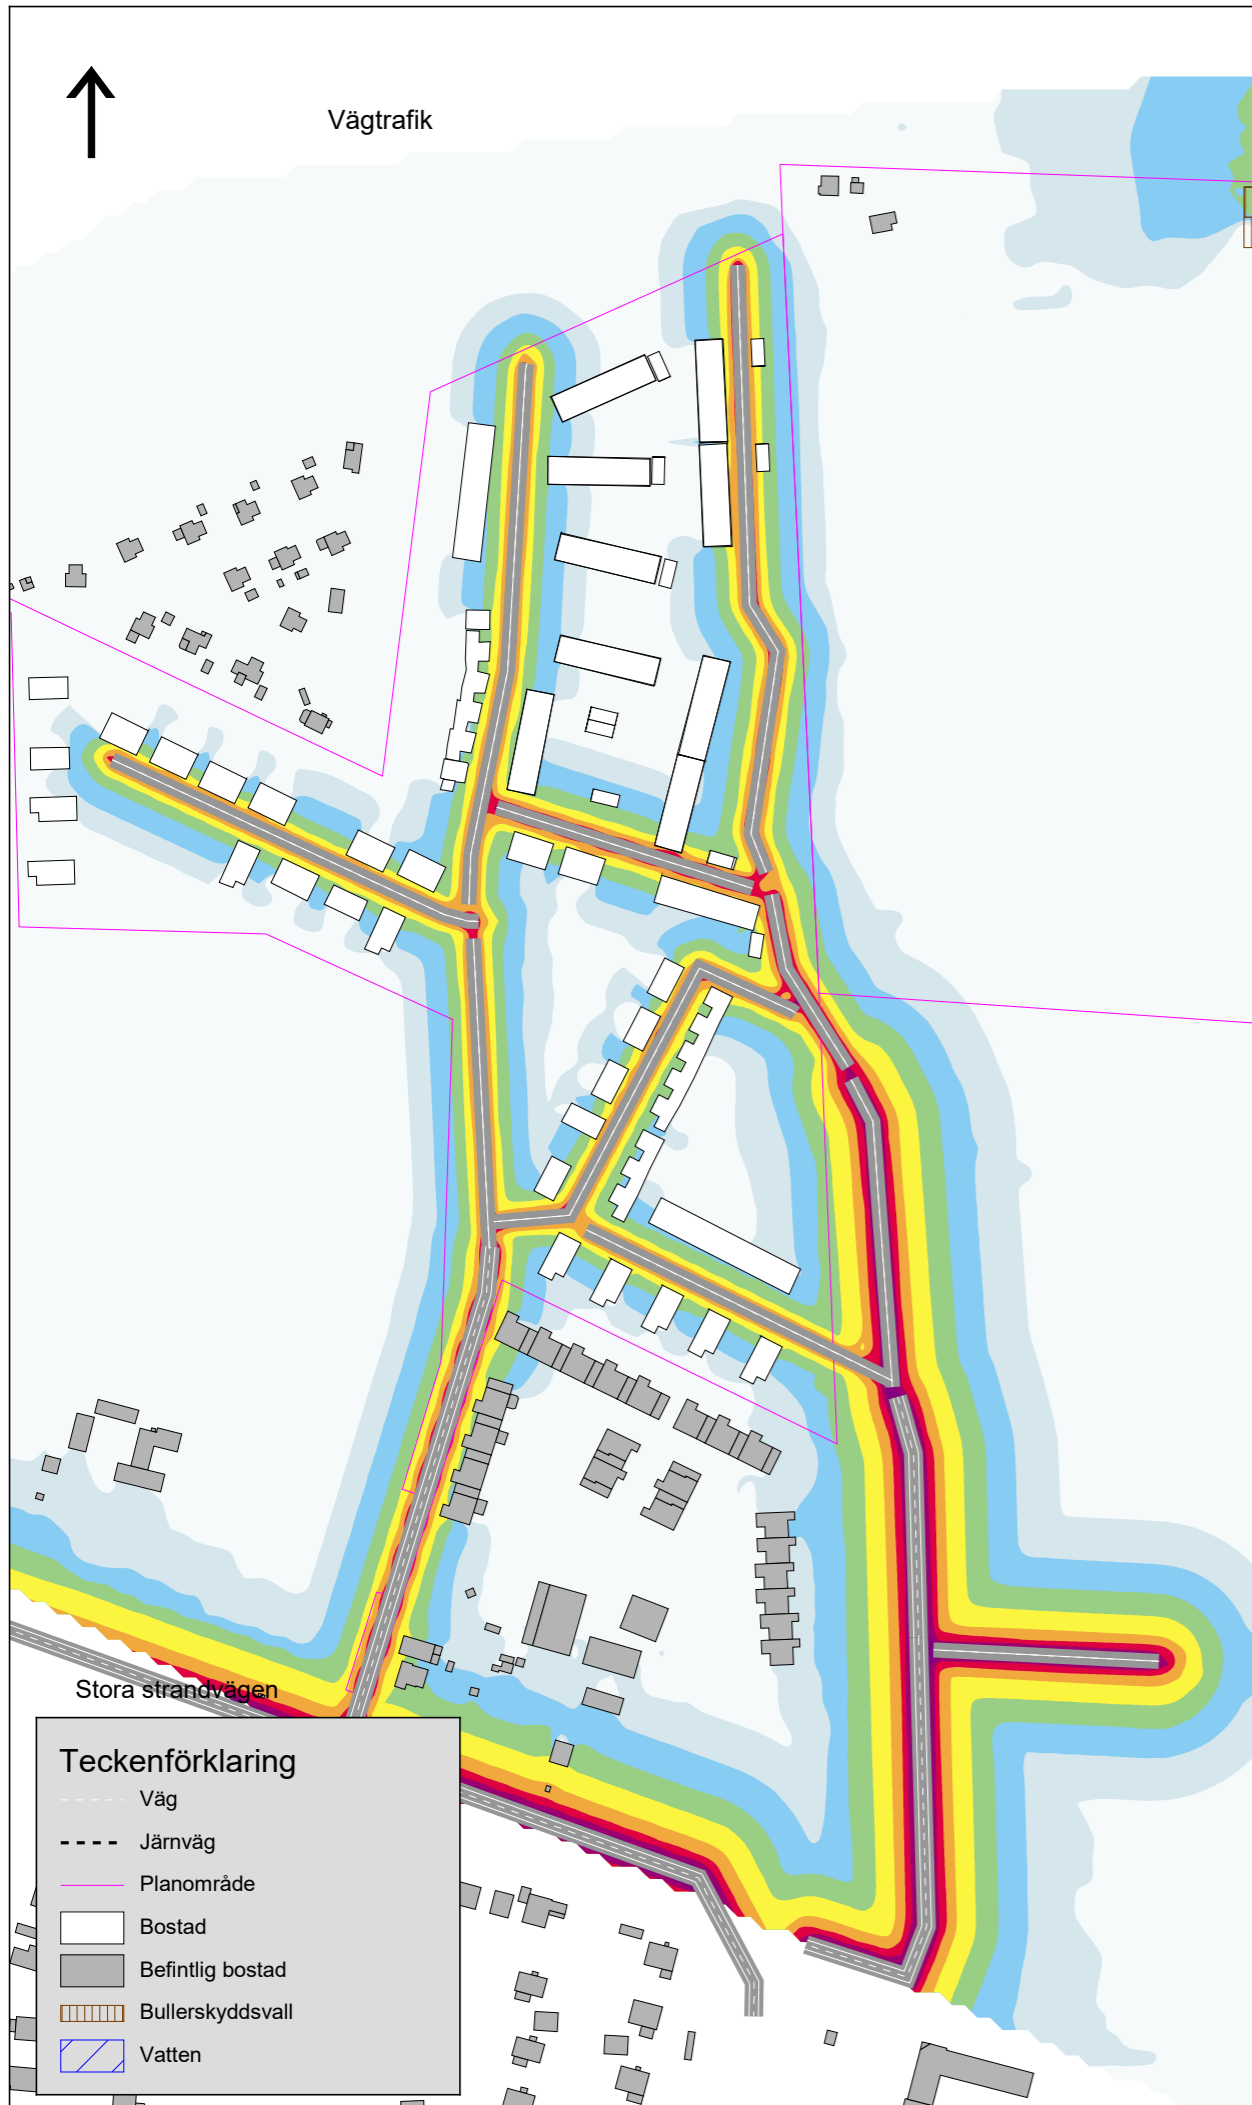 Vägtrafik
Stora strandvägen
Teckenförklaring
Väg
Järnväg
Planområde
Bostad
Befintlig bostad
Bullerskyddsvall
Vatten